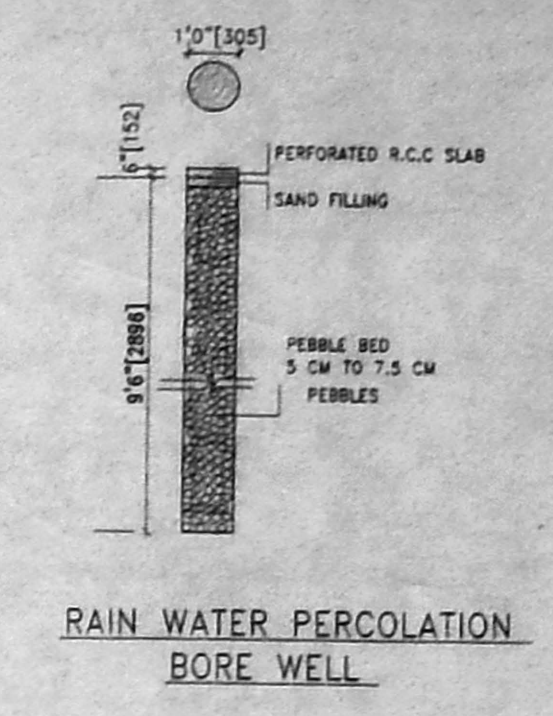 1'0"[305]
6"[152]
PERFORATED R.C.C SLAB
SAND FILLING
9'6"[2896]
PEBBLE BED
5 CM TO 7.5 CM
PEBBLES
RAIN WATER PERCOLATION
BORE WELL